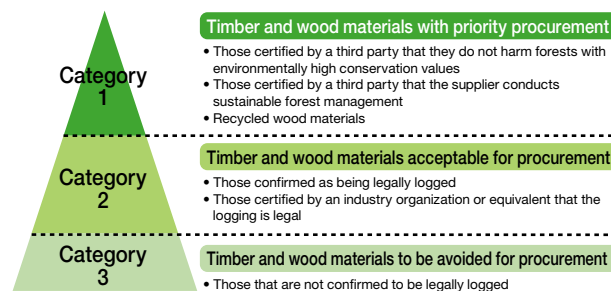 Category
1
Timber and wood materials with priority procurement
• Those certified by a third party that they do not harm forests with
environmentally high conservation values
• Those certified by a third party that the supplier conducts
sustainable forest management
• Recycled wood materials
Category
2
Timber and wood materials acceptable for procurement
• Those confirmed as being legally logged
• Those certified by an industry organization or equivalent that the
logging is legal
Category
3
Timber and wood materials to be avoided for procurement
• Those that are not confirmed to be legally logged